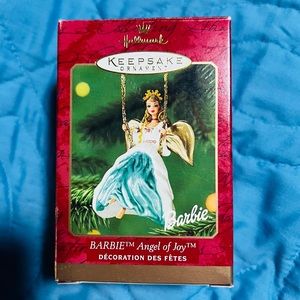 Hallmark
KEEPSAKE
ORNAMENT
Barbie
BARBIE™ Angel of Joy™
DÉCORATION DES FÊTES